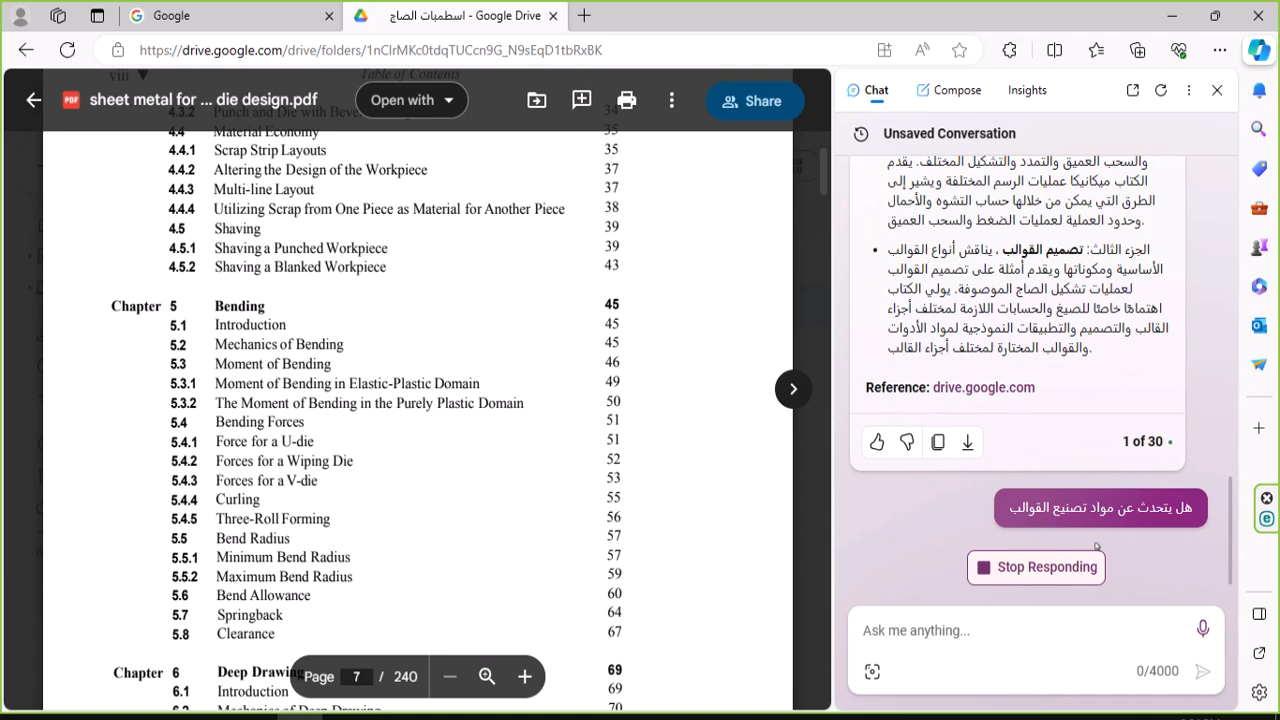 Google
اسطمبات الصاج - Google Drive
https://drive.google.com/drive/folders/1nClrMKc0tdqTUCcn9G_N9sEqD1tbRxBK
viii
Table of Contents
sheet metal for ... die design.pdf
Open with
Share
4.3.2 Punch and Die with Beve 34
4.4 Material Economy 35
4.4.1 Scrap Strip Layouts 35
4.4.2 Altering the Design of the Workpiece 37
4.4.3 Multi-line Layout 37
4.4.4 Utilizing Scrap from One Piece as Material for Another Piece 38
4.5 Shaving 39
4.5.1 Shaving a Punched Workpiece 39
4.5.2 Shaving a Blanked Workpiece 43
Chapter 5 Bending 45
5.1 Introduction 45
5.2 Mechanics of Bending 45
5.3 Moment of Bending 46
5.3.1 Moment of Bending in Elastic-Plastic Domain 49
5.3.2 The Moment of Bending in the Purely Plastic Domain 50
5.4 Bending Forces 51
5.4.1 Force for a U-die 51
5.4.2 Forces for a Wiping Die 52
5.4.3 Forces for a V-die 53
5.4.4 Curling 55
5.4.5 Three-Roll Forming 56
5.5 Bend Radius 57
5.5.1 Minimum Bend Radius 57
5.5.2 Maximum Bend Radius 59
5.6 Bend Allowance 60
5.7 Springback 64
5.8 Clearance 67
Chapter 6 Deep Drawing 69
6.1 Introduction 69
Mechanics of Deep Drawing 70
Page 7 / 240
Chat Compose Insights
Unsaved Conversation
والسحب العميق والتمدد والتشكيل المختلف. يقدم
الكتاب ميكانيكا عمليات الرسم المختلفة ويشير إلى
الطرق التي يمكن من خلالها حساب التشوه والأحمال
وحدود العملية لعمليات الضغط والسحب العميق
• الجزء الثالث: تصميم القوالب ، يناقش أنواع القوالب
الأساسية ومكوناتها ويقدم أمثلة على تصميم القوالب
لعمليات تشكيل الصاج الموصوفة. يولي الكتاب
اهتمامًا خاصًا للصيغ والحسابات اللازمة لمختلف أجزاء
القالب والتصميم والتطبيقات النموذجية لمواد الأدوات
والقوالب المختارة لمختلف أجزاء القالب.
Reference: drive.google.com
1 of 30
هل يتحدث عن مواد تصنيع القوالب
Stop Responding
Ask me anything...
0/4000